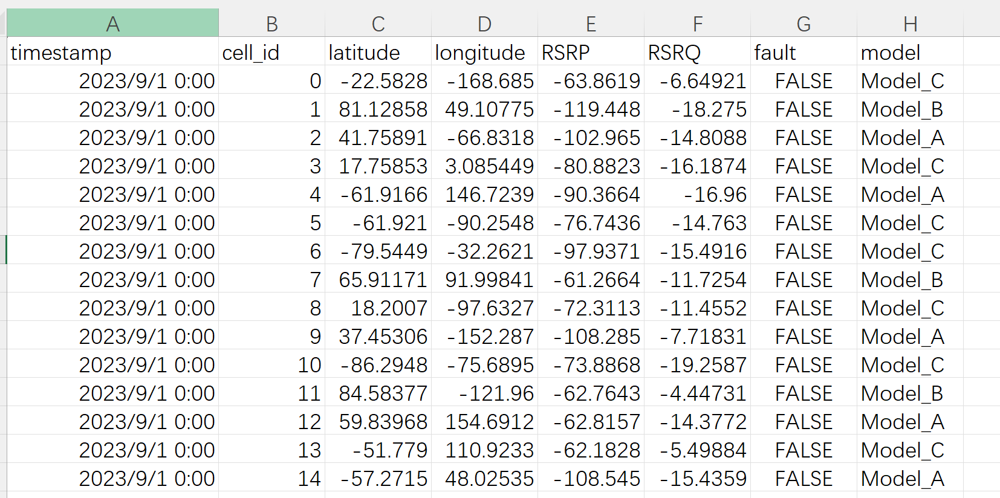 A B C D E F G H
timestamp cell_id latitude longitude RSRP RSRQ fault model
2023/9/1 0:00 0 -22.5828 -168.685 -63.8619 -6.64921 FALSE Model_C
2023/9/1 0:00 1 81.12858 49.10775 -119.448 -18.275 FALSE Model_B
2023/9/1 0:00 2 41.75891 -66.8318 -102.965 -14.8088 FALSE Model_A
2023/9/1 0:00 3 17.75853 3.085449 -80.8823 -16.1874 FALSE Model_C
2023/9/1 0:00 4 -61.9166 146.7239 -90.3664 -16.96 FALSE Model_A
2023/9/1 0:00 5 -61.921 -90.2548 -76.7436 -14.763 FALSE Model_C
2023/9/1 0:00 6 -79.5449 -32.2621 -97.9371 -15.4916 FALSE Model_C
2023/9/1 0:00 7 65.91171 91.99841 -61.2664 -11.7254 FALSE Model_B
2023/9/1 0:00 8 18.2007 -97.6327 -72.3113 -11.4552 FALSE Model_C
2023/9/1 0:00 9 37.45306 -152.287 -108.285 -7.71831 FALSE Model_A
2023/9/1 0:00 10 -86.2948 -75.6895 -73.8868 -19.2587 FALSE Model_C
2023/9/1 0:00 11 84.58377 -121.96 -62.7643 -4.44731 FALSE Model_B
2023/9/1 0:00 12 59.83968 154.6912 -62.8157 -14.3772 FALSE Model_A
2023/9/1 0:00 13 -51.779 110.9233 -62.1828 -5.49884 FALSE Model_C
2023/9/1 0:00 14 -57.2715 48.02535 -108.545 -15.4359 FALSE Model_A